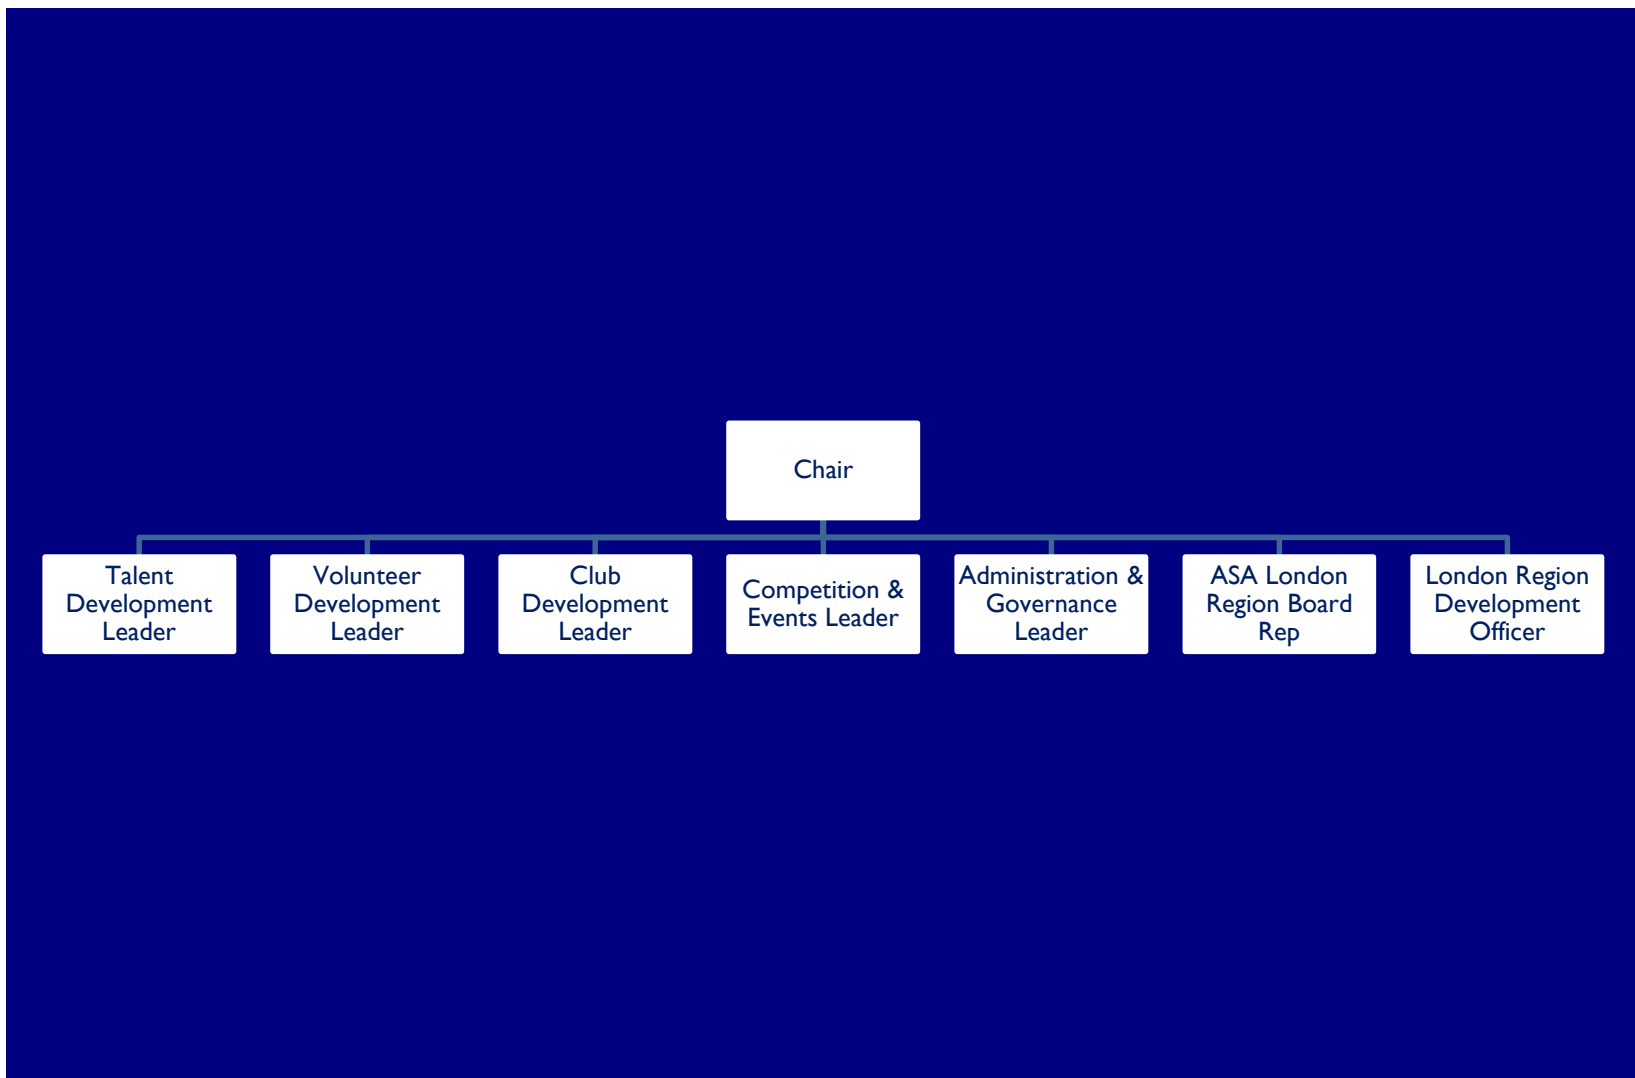 Chair
Talent
Development
Leader
Volunteer
Development
Leader
Club
Development
Leader
Competition &
Events Leader
Administration &
Governance
Leader
ASA London
Region Board
Rep
London Region
Development
Officer